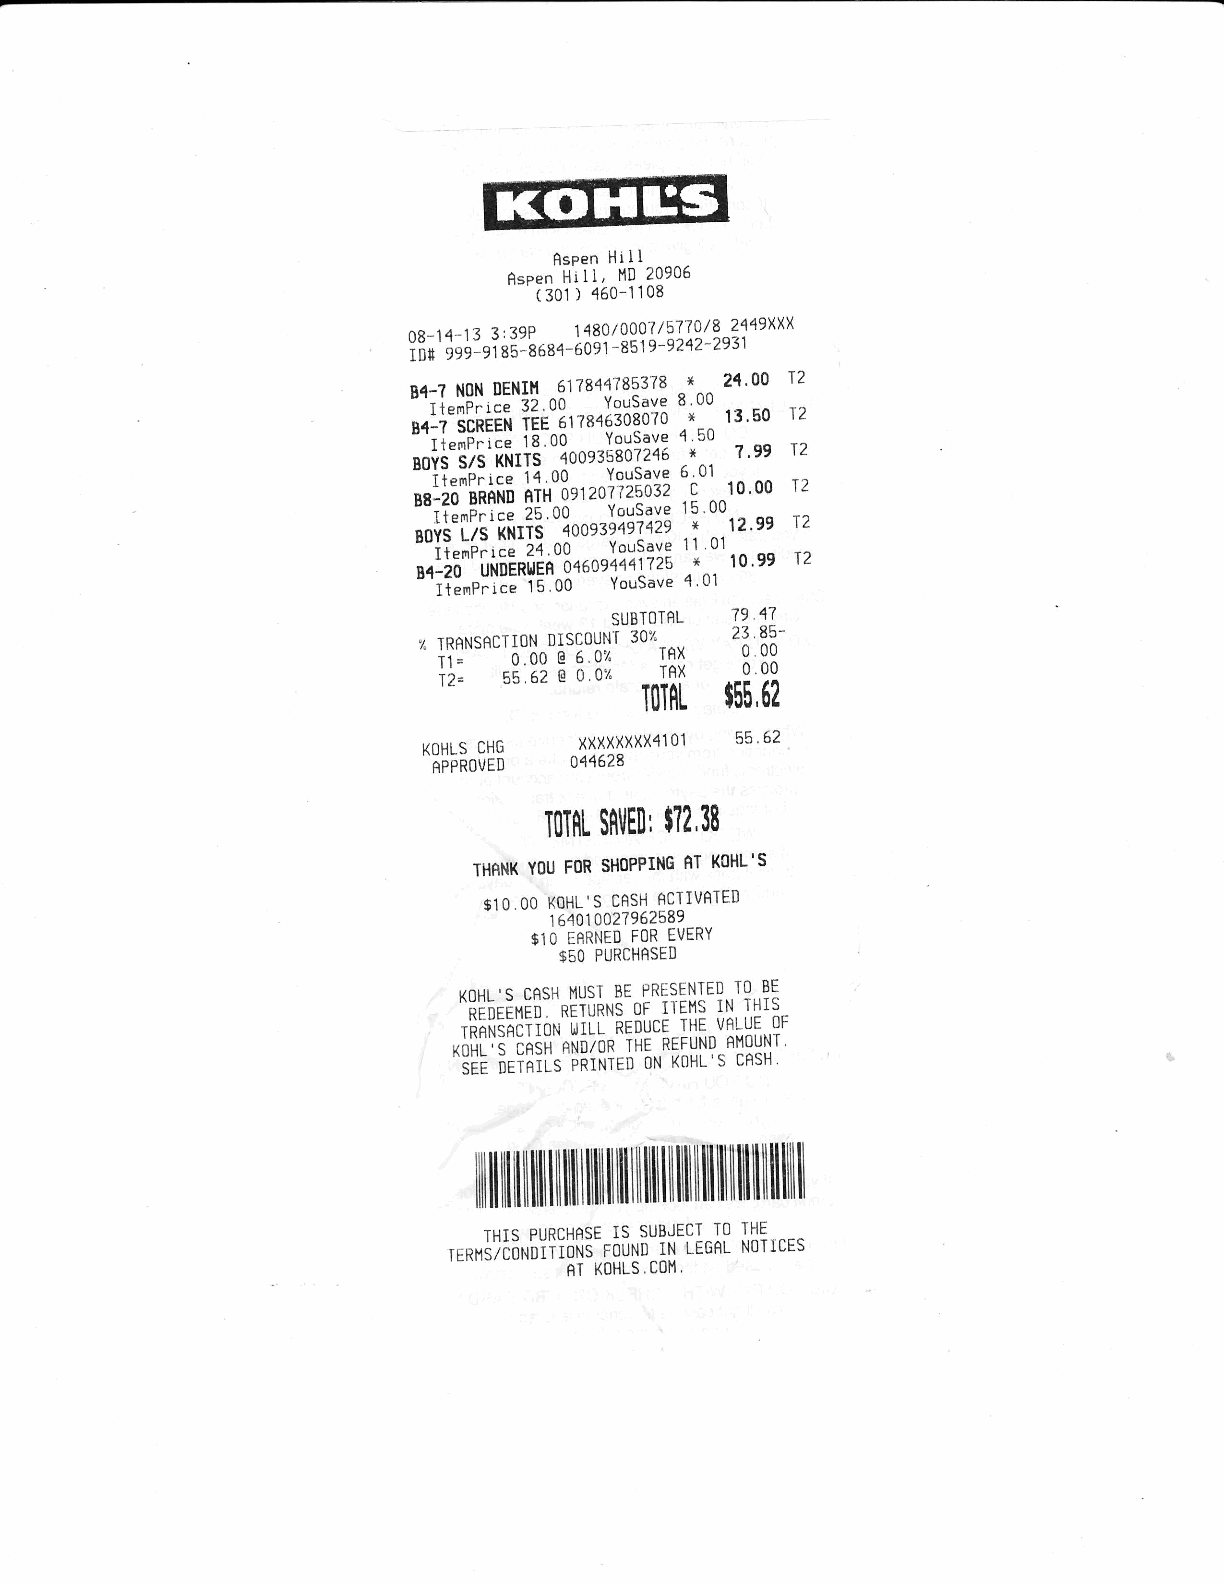 KOHL'S
Aspen Hill
Aspen Hill, MD 20906
(301) 460-1108
08-14-13 3:39P 1480/0007/5770/8 2449XXX
ID# 999-9185-8684-6091-8519-9242-2931
B4-7 NON DENIM 617844785378 * 24.00 T2
ItemPrice 32.00 YouSave 8.00
B4-7 SCREEN TEE 617846308070 * 13.50 T2
ItemPrice 18.00 YouSave 4.50
BOYS S/S KNITS 400935807246 * 7.99 T2
ItemPrice 14.00 YouSave 6.01
B8-20 BRAND ATH 091207725032 C 10.00 T2
ItemPrice 25.00 YouSave 15.00
BOYS L/S KNITS 400939497429 * 12.99 T2
ItemPrice 24.00 YouSave 11.01
B4-20 UNDERWEA 046094441725 * 10.99 T2
ItemPrice 15.00 YouSave 4.01
SUBTOTAL 79.47
% TRANSACTION DISCOUNT 30% 23.85-
T1= 0.00 @ 6.0% TAX 0.00
T2= 55.62 @ 0.0% TAX 0.00
TOTAL $55.62
KOHLS CHG XXXXXXXX4101 55.62
APPROVED 044628
TOTAL SAVED: $72.38
THANK YOU FOR SHOPPING AT KOHL'S
$10.00 KOHL'S CASH ACTIVATED
164010027962589
$10 EARNED FOR EVERY
$50 PURCHASED
KOHL'S CASH MUST BE PRESENTED TO BE
REDEEMED. RETURNS OF ITEMS IN THIS
TRANSACTION WILL REDUCE THE VALUE OF
KOHL'S CASH AND/OR THE REFUND AMOUNT.
SEE DETAILS PRINTED ON KOHL'S CASH.
THIS PURCHASE IS SUBJECT TO THE
TERMS/CONDITIONS FOUND IN LEGAL NOTICES
AT KOHLS.COM.